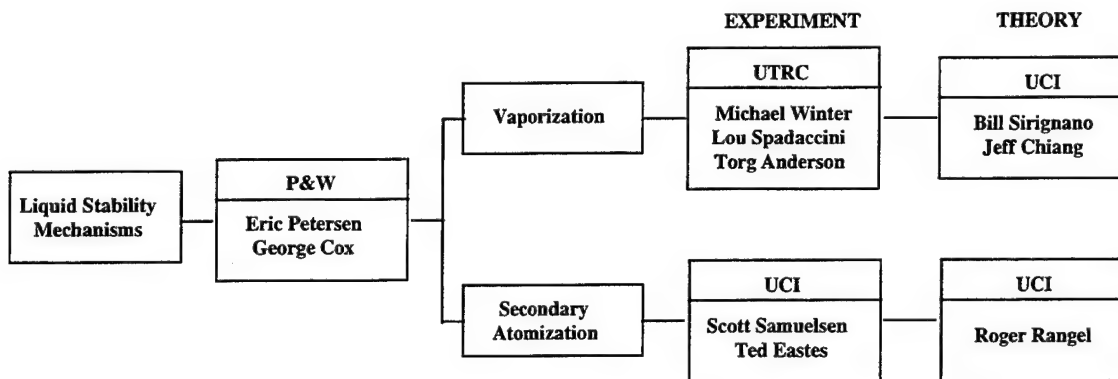 EXPERIMENT
THEORY
UTRC
Michael Winter
Lou Spadaccini
Torg Anderson
UCI
Bill Sirignano
Jeff Chiang
Vaporization
Liquid Stability
Mechanisms
P&W
Eric Petersen
George Cox
Secondary
Atomization
UCI
Scott Samuelsen
Ted Eastes
UCI
Roger Rangel